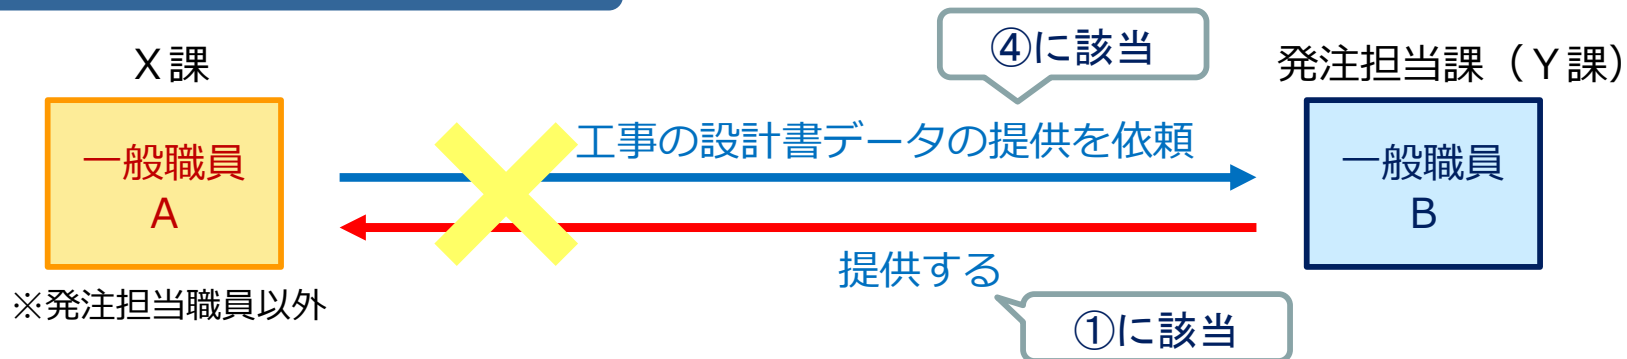 ④に該当
X課
発注担当課（Y課）
工事の設計書データの提供を依頼
一般職員
A
一般職員
B
提供する
※発注担当職員以外
①に該当